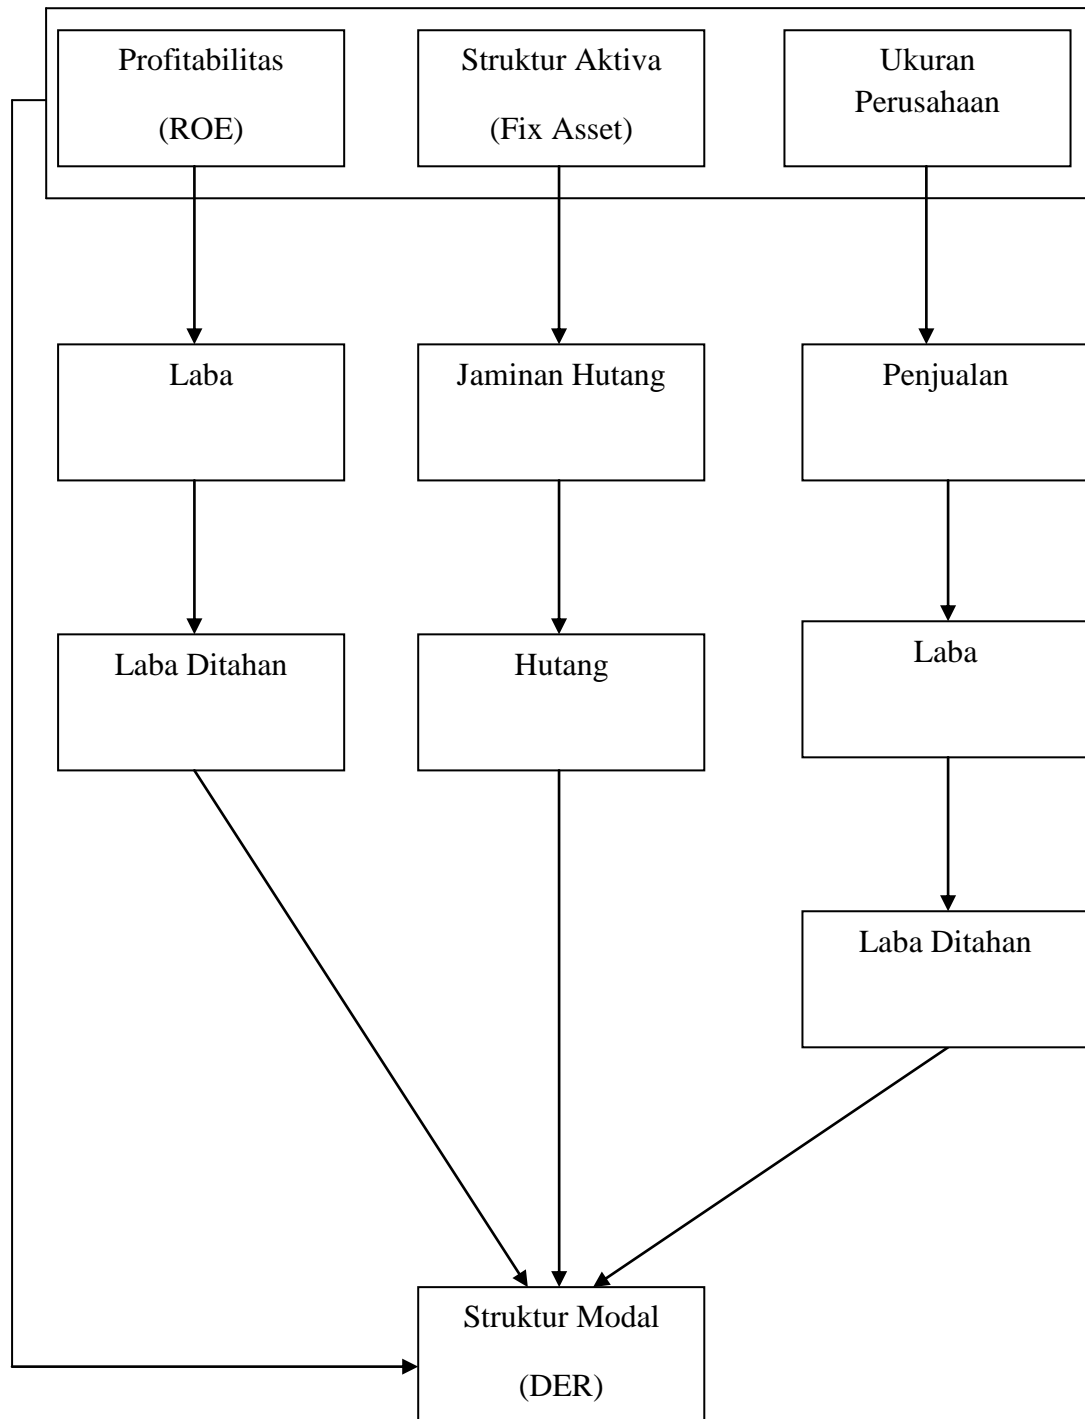 Profitabilitas
(ROE)
Struktur Aktiva
(Fix Asset)
Ukuran
Perusahaan
Laba
Jaminan Hutang
Penjualan
Laba Ditahan
Hutang
Laba
Laba Ditahan
Struktur Modal
(DER)